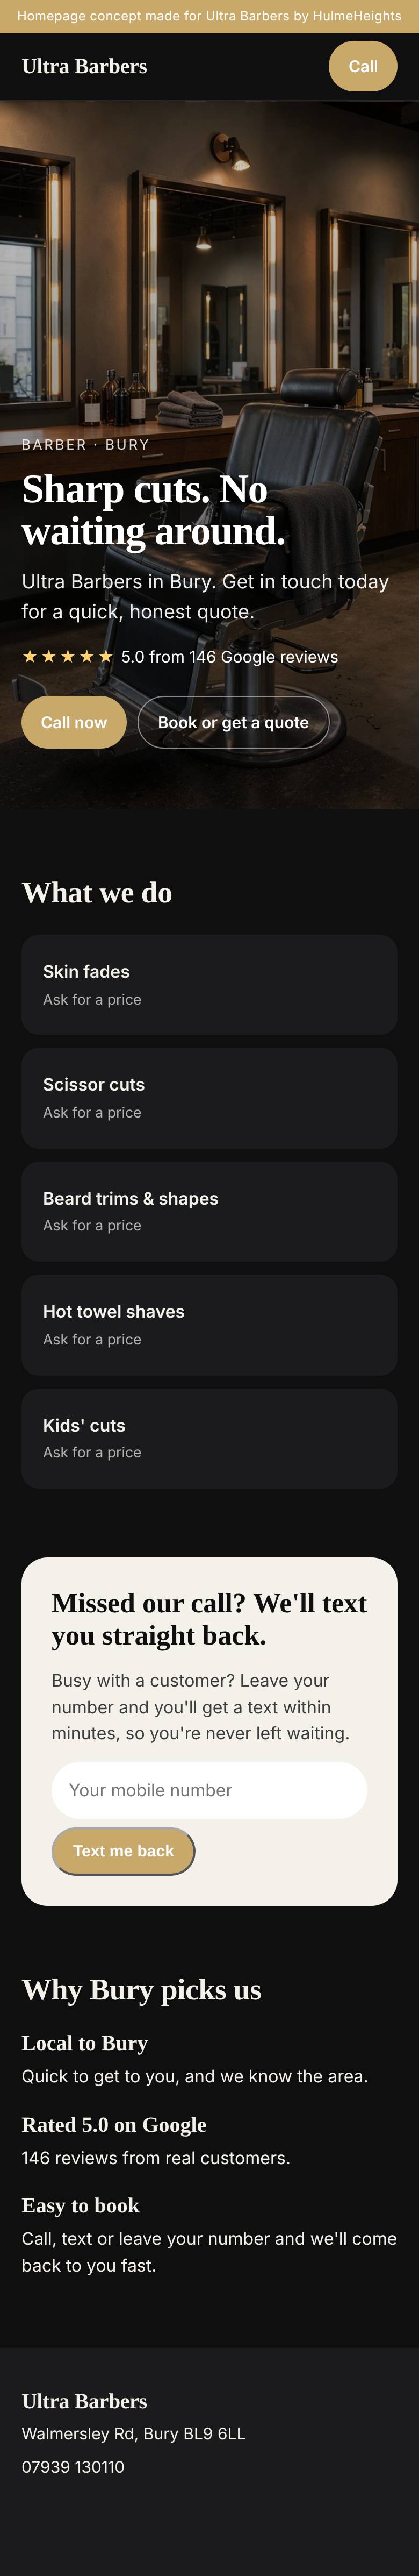 Homepage concept made for Ultra Barbers by HulmeHeights
Ultra Barbers
Call
BARBER · BURY
Sharp cuts. No
waiting around.
Ultra Barbers in Bury. Get in touch today
for a quick, honest quote.
★★★★★ 5.0 from 146 Google reviews
Call now
Book or get a quote
What we do
Skin fades
Ask for a price
Scissor cuts
Ask for a price
Beard trims & shapes
Ask for a price
Hot towel shaves
Ask for a price
Kids' cuts
Ask for a price
Missed our call? We'll text
you straight back.
Busy with a customer? Leave your
number and you'll get a text within
minutes, so you're never left waiting.
Your mobile number
Text me back
Why Bury picks us
Local to Bury
Quick to get to you, and we know the area.
Rated 5.0 on Google
146 reviews from real customers.
Easy to book
Call, text or leave your number and we'll come
back to you fast.
Ultra Barbers
Walmersley Rd, Bury BL9 6LL
07939 130110